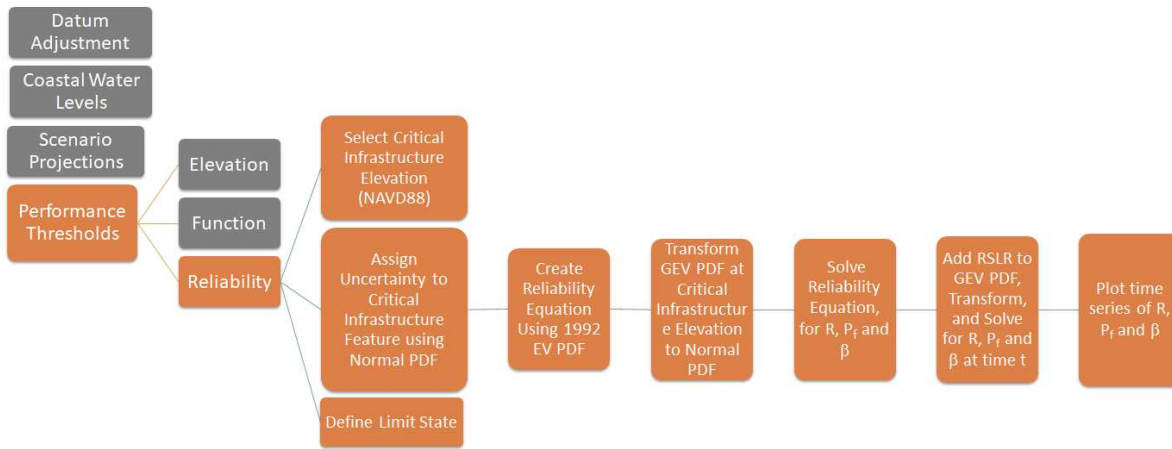 Datum
Adjustment
Coastal Water
Levels
Scenario
Projections
Performance
Thresholds
Elevation
Function
Reliability
Select Critical
Infrastructure
Elevation
(NAVD88)
Assign
Uncertainty to
Critical
Infrastructure
Feature using
Normal PDF
Define Limit State
Create
Reliability
Equation
Using 1992
EV PDF
Transform
GEV PDF at
Critical
Infrastructur
e Elevation
to Normal
PDF
Solve
Reliability
Equation,
for R, Pf and
β
Add RSLR to
GEV PDF,
Transform,
and Solve
for R, Pf and
β at time t
Plot time
series of R,
Pf and β